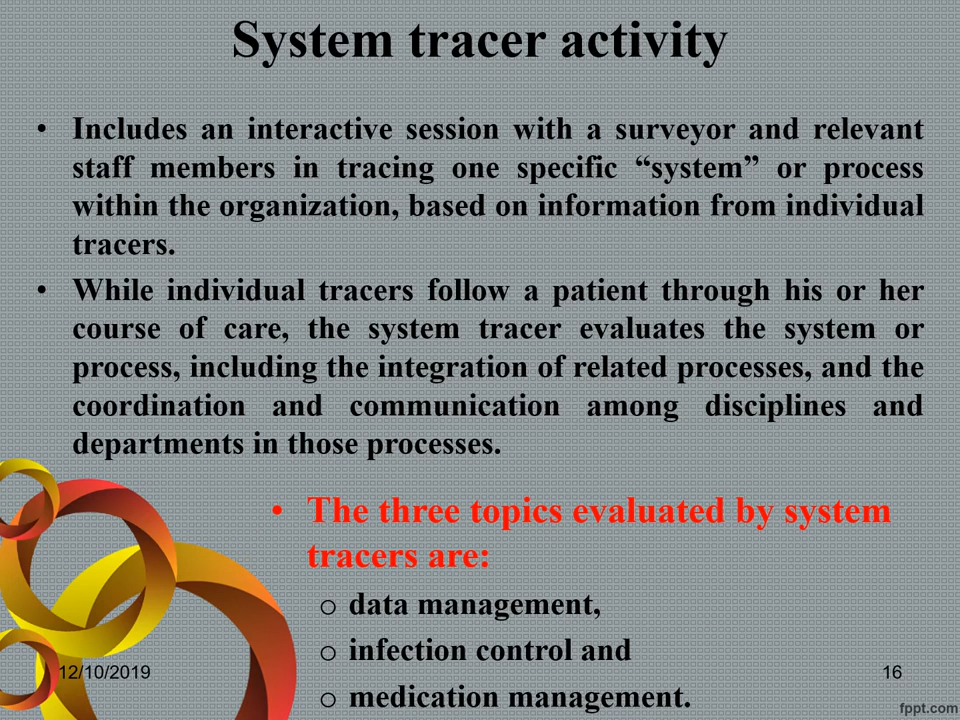 System tracer activity
• Includes an interactive session with a surveyor and relevant
staff members in tracing one specific “system” or process
within the organization, based on information from individual
tracers.
• While individual tracers follow a patient through his or her
course of care, the system tracer evaluates the system or
process, including the integration of related processes, and the
coordination and communication among disciplines and
departments in those processes.
• The three topics evaluated by system
tracers are:
o data management,
o infection control and
o medication management.
12/10/2019
16
fppt.com